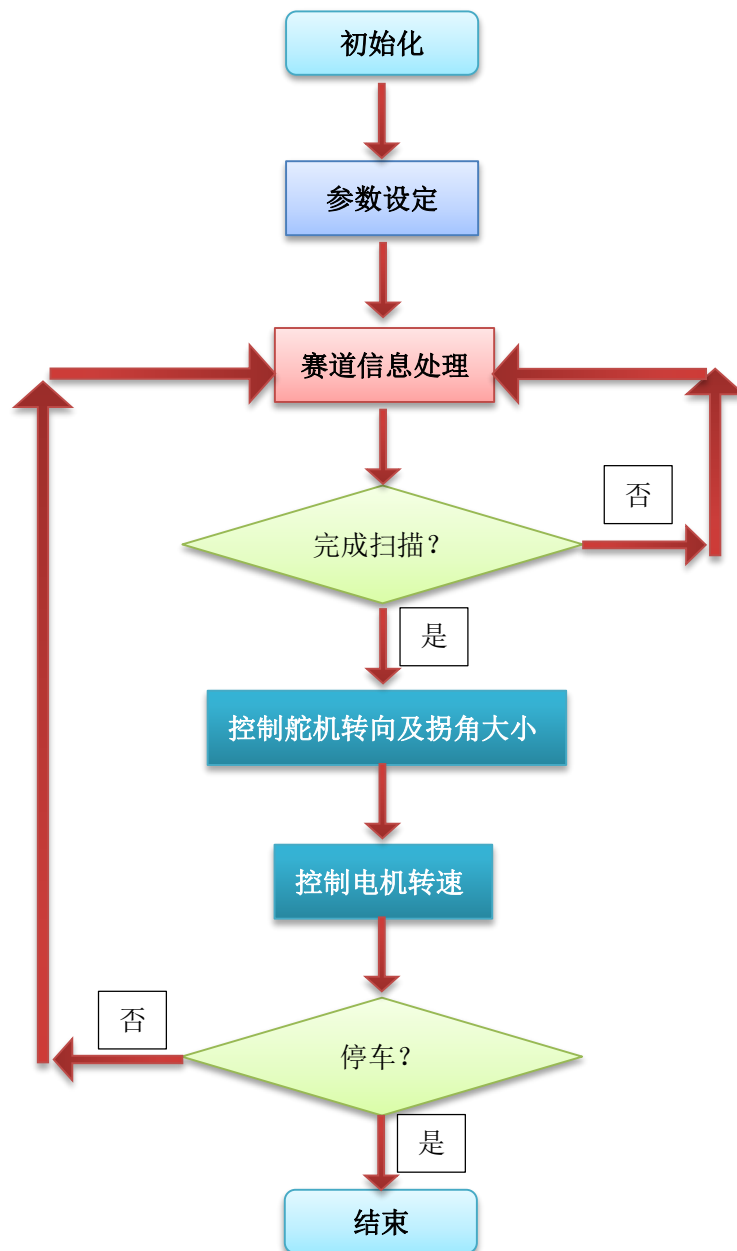 初始化
参数设定
赛道信息处理
否
完成扫描？
是
控制舵机转向及拐角大小
控制电机转速
否
停车？
是
结束